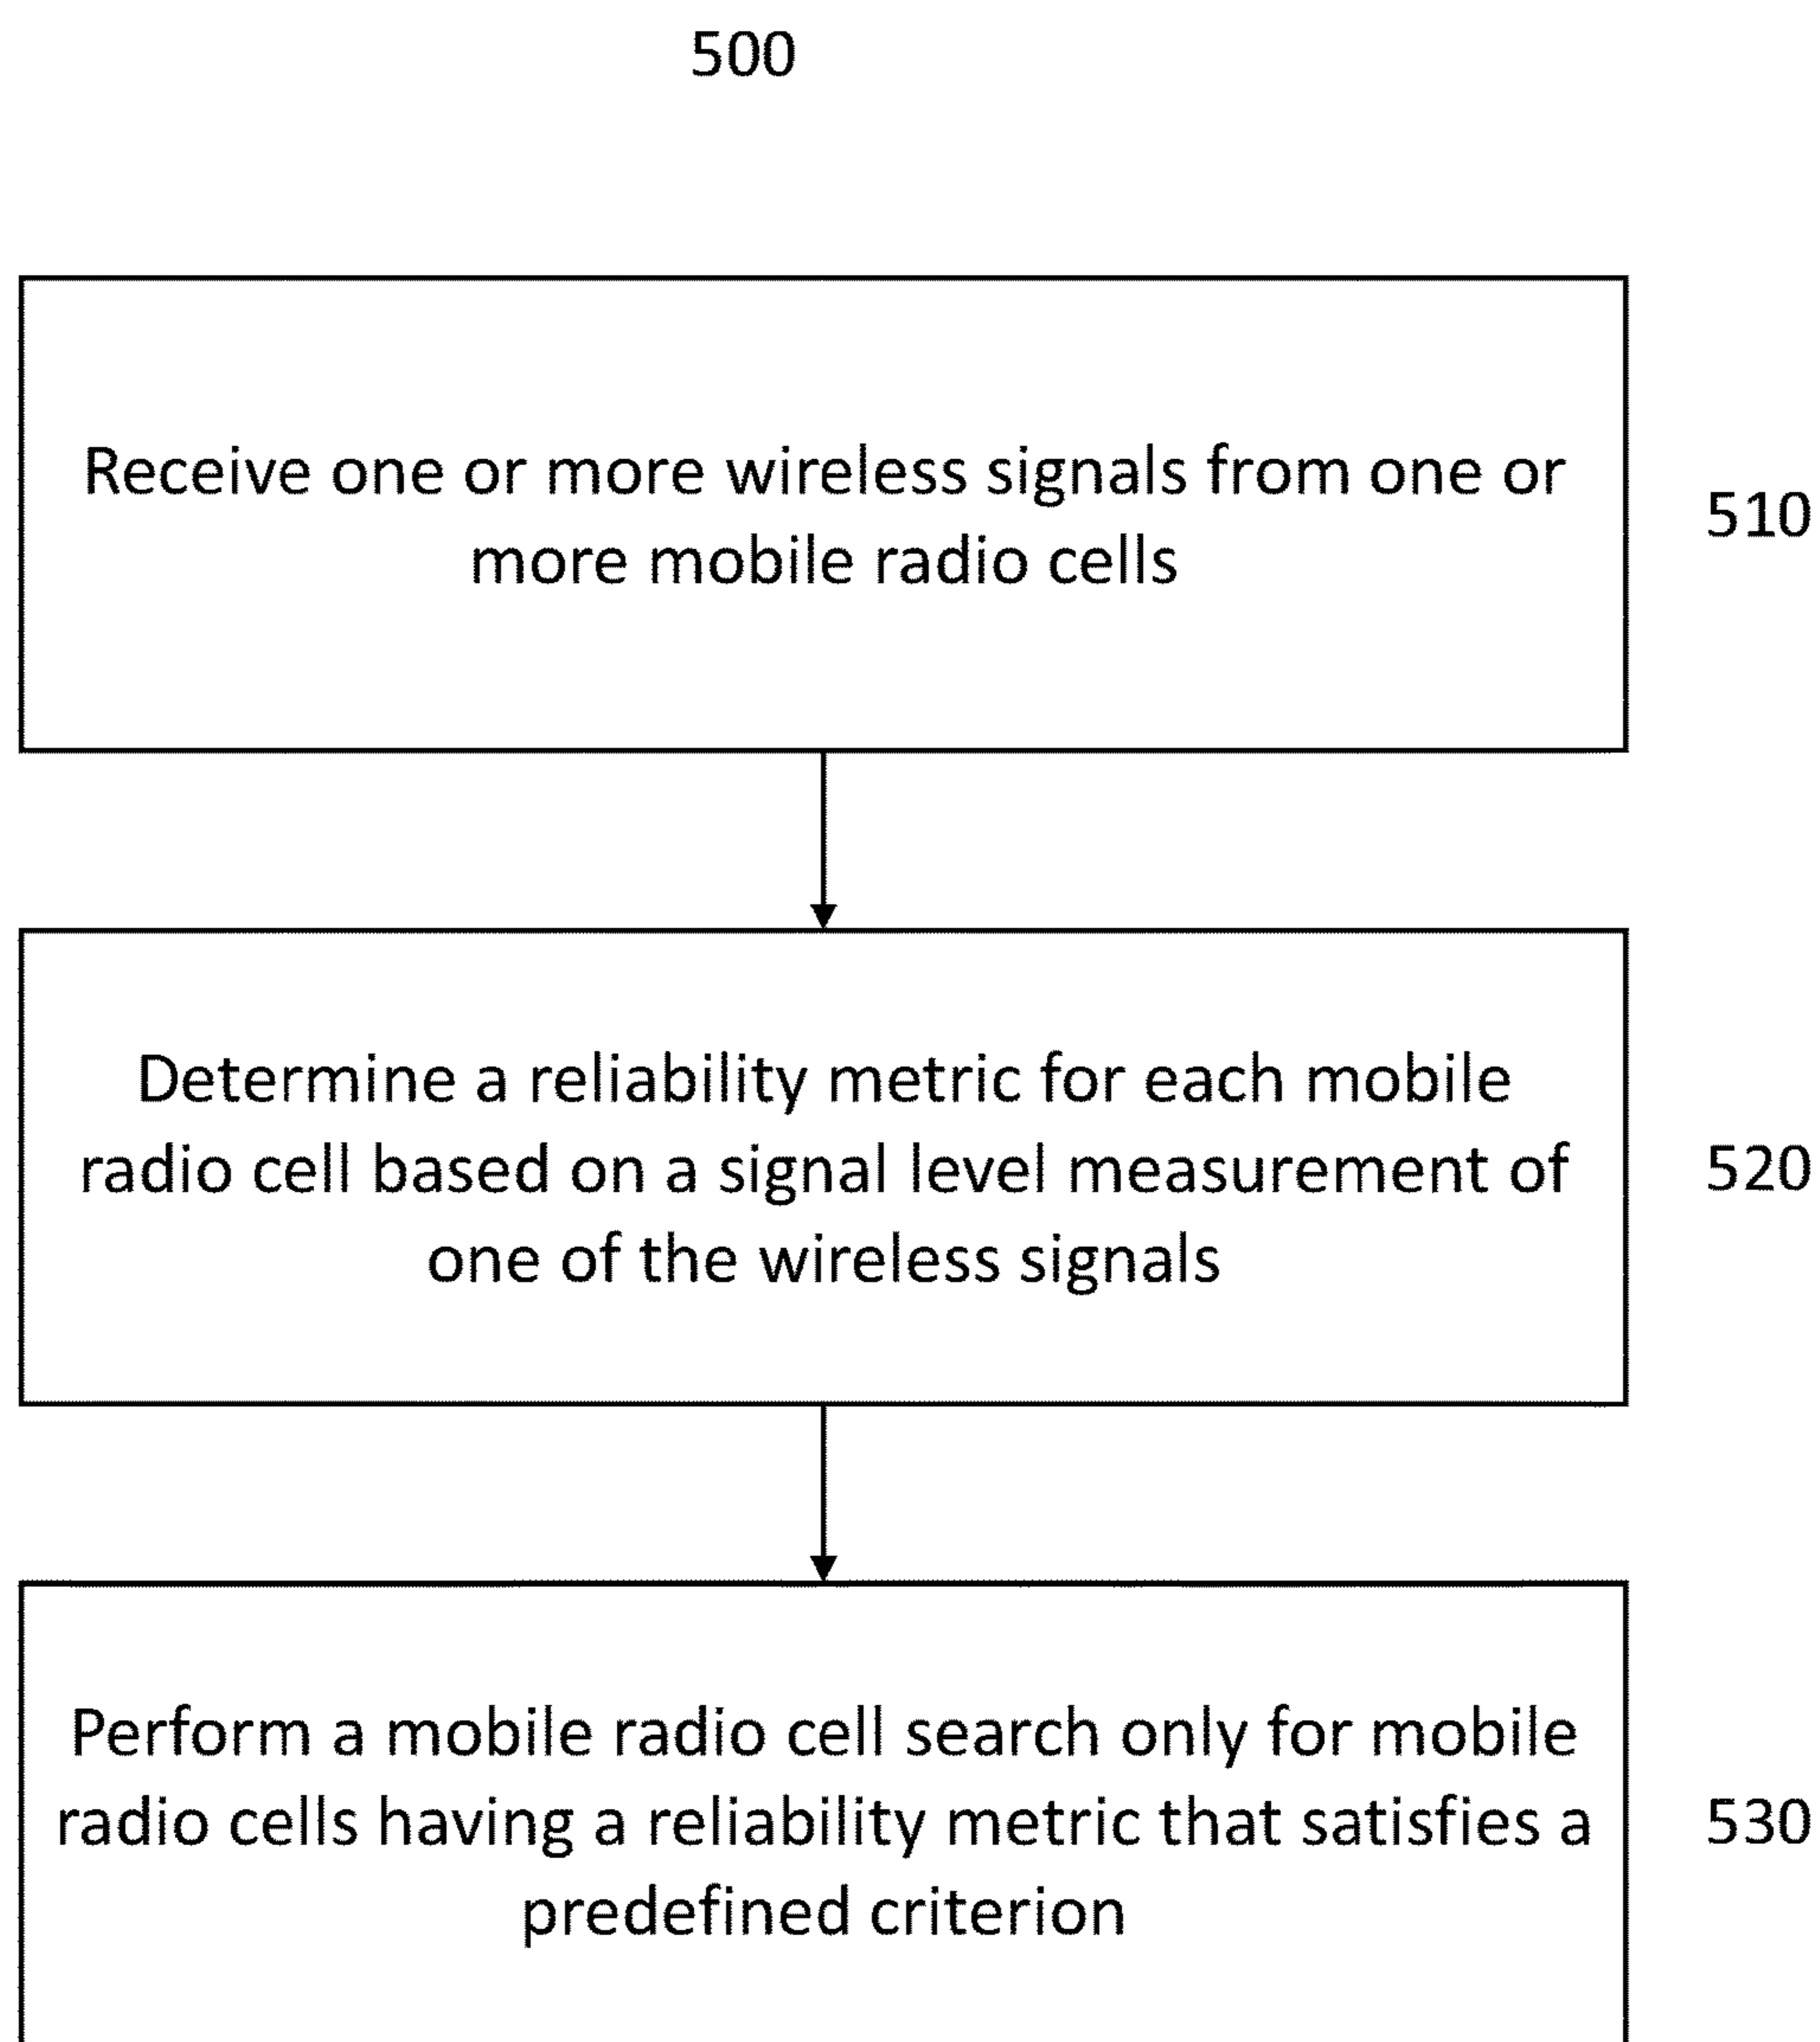 500
Receive one or more wireless signals from one or
more mobile radio cells
510
Determine a reliability metric for each mobile
radio cell based on a signal level measurement of
one of the wireless signals
520
Perform a mobile radio cell search only for mobile
radio cells having a reliability metric that satisfies a
predefined criterion
530